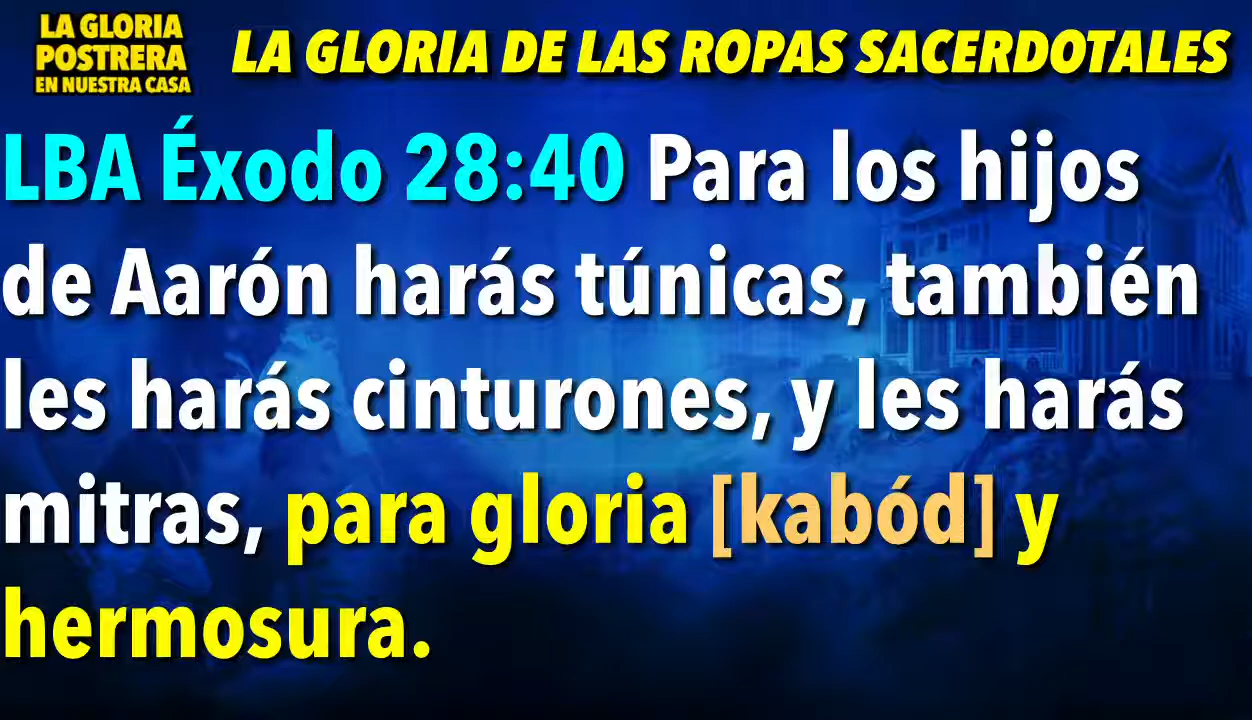 LA GLORIA
POSTRERA
EN NUESTRA CASA
LA GLORIA DE LAS ROPAS SACERDOTALES
LBA Éxodo 28:40 Para los hijos
de Aarón harás túnicas, también
les harás cinturones, y les harás
mitras, para gloria [kabód] y
hermosura.